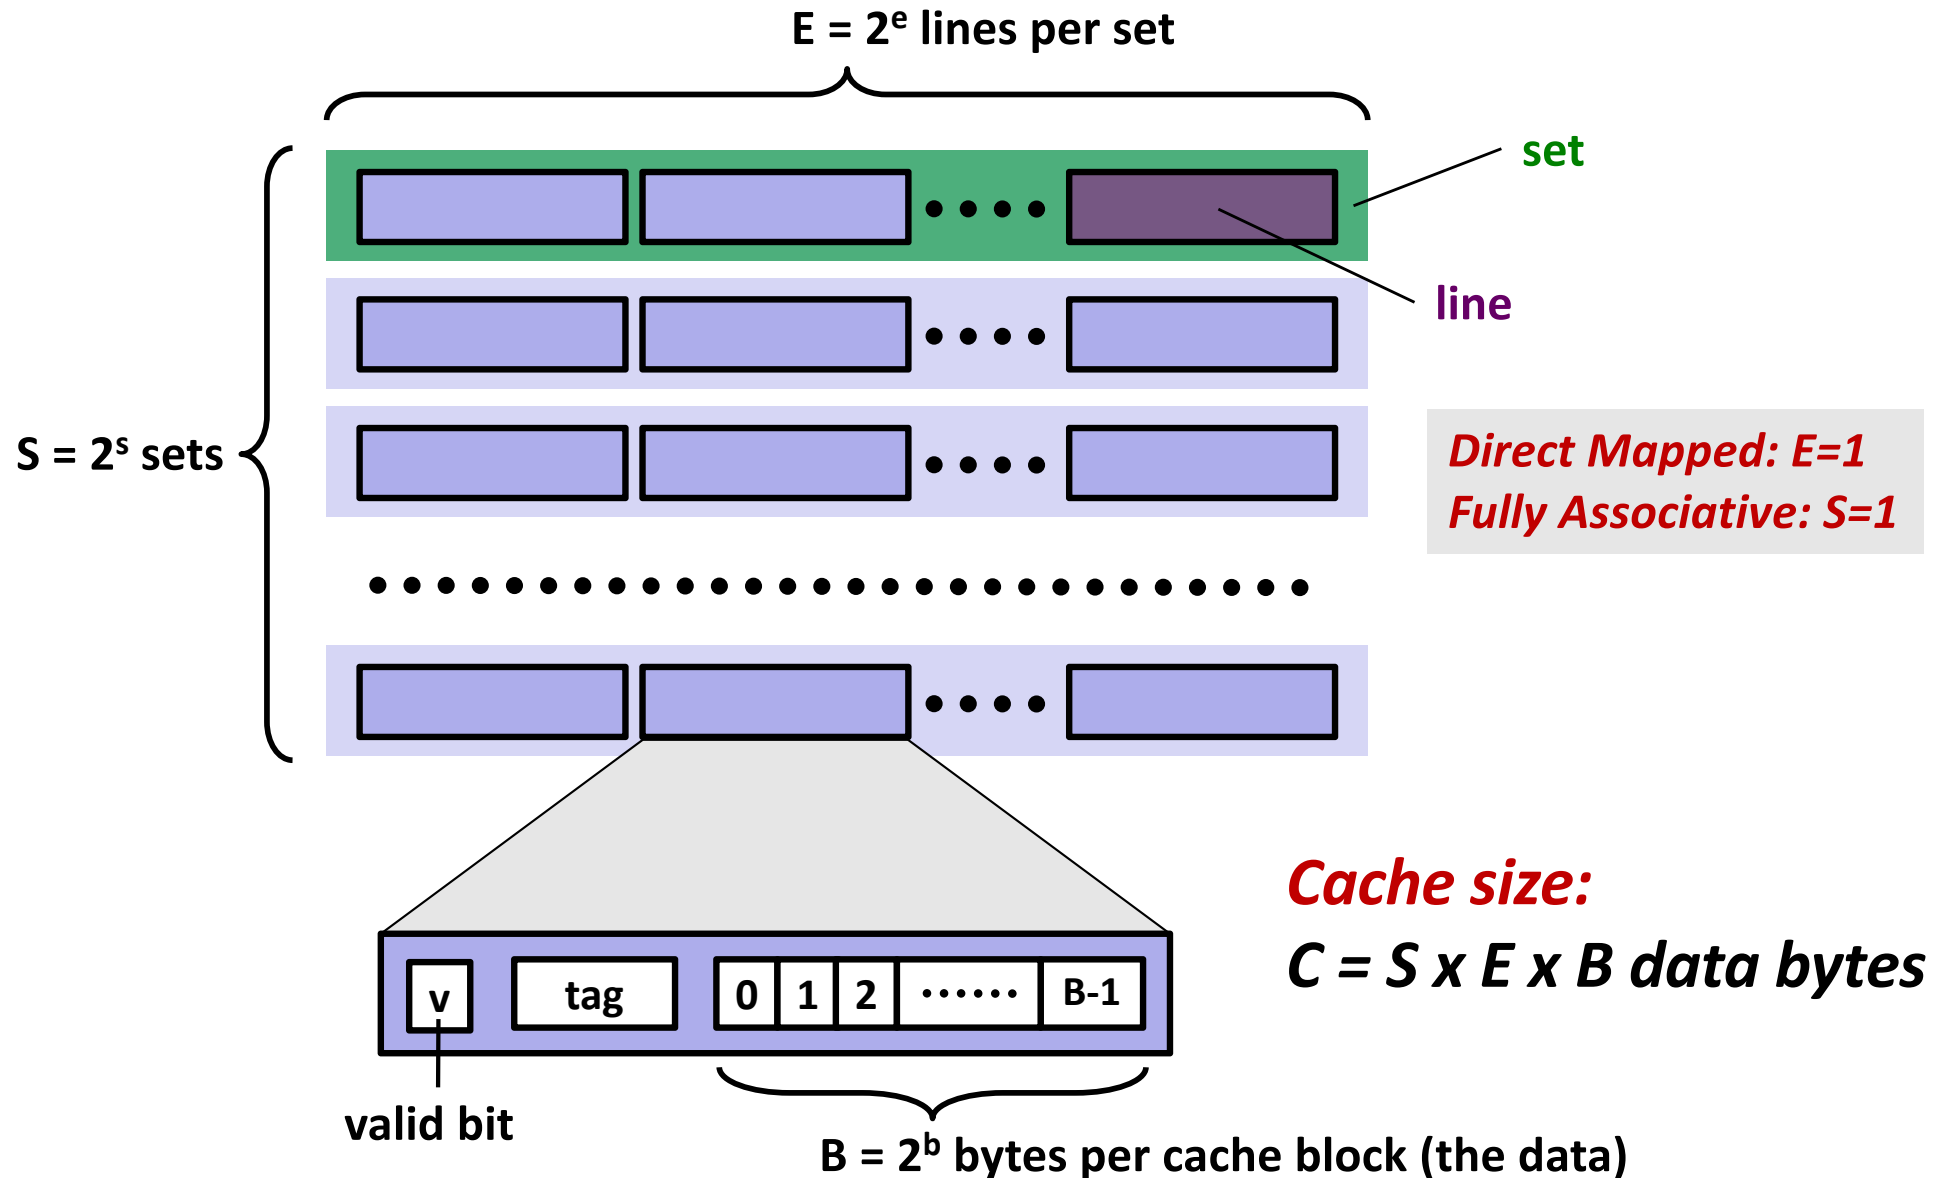 E = 2ᵉ lines per set
set
line
S = 2ˢ sets
Direct Mapped: E=1
Fully Associative: S=1
Cache size:
C = S x E x B data bytes
v
tag
0
1
2
......
B-1
valid bit
B = 2ᵇ bytes per cache block (the data)